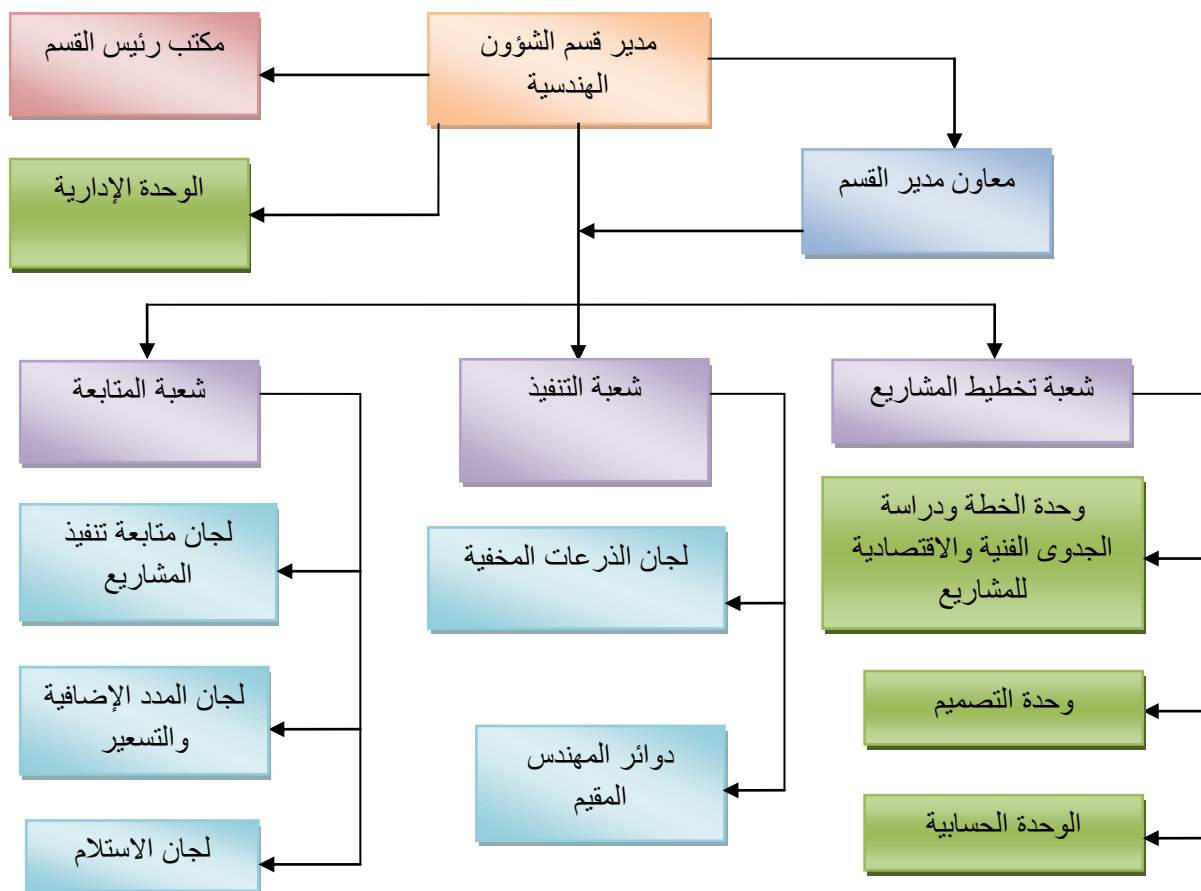 مدير قسم الشؤون
الهندسية
مكتب رئيس القسم
معاون مدير القسم
الوحدة الإدارية
شعبة تخطيط المشاريع
شعبة التنفيذ
شعبة المتابعة
وحدة الخطة ودراسة
الجدوى الفنية والاقتصادية
للمشاريع
وحدة التصميم
الوحدة الحسابية
لجان الذرعات المخفية
دوائر المهندس
المقيم
لجان متابعة تنفيذ
المشاريع
لجان المدد الإضافية
والتسعير
لجان الاستلام